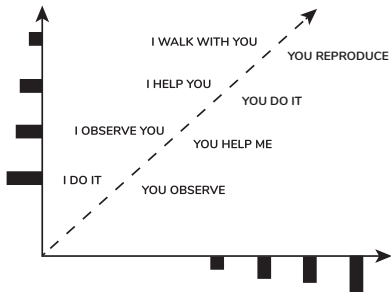 I WALK WITH YOU
YOU REPRODUCE
I HELP YOU
YOU DO IT
I OBSERVE YOU
YOU HELP ME
I DO IT
YOU OBSERVE